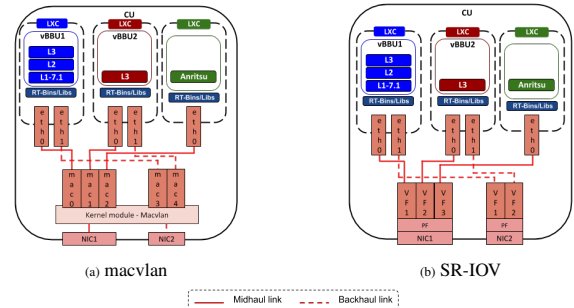 CU
LXC
LXC
LXC
vBBU1
vBBU2
L3
L2
L1-7.1
L3
Anritsu
RT-Bins/Libs
RT-Bins/Libs
RT-Bins/Libs
eth0
eth1
eth0
eth1
eth0
mac0
mac1
mac2
mac3
mac4
Kernel module - Macvlan
NIC1
NIC2
(a) macvlan
CU
LXC
LXC
LXC
vBBU1
vBBU2
L3
L2
L1-7.1
L3
Anritsu
RT-Bins/Libs
RT-Bins/Libs
RT-Bins/Libs
eth0
eth1
eth0
eth1
eth0
VF1
VF2
VF3
VF1
VF2
PF
PF
NIC1
NIC2
(b) SR-IOV
Midhaul link
Backhaul link